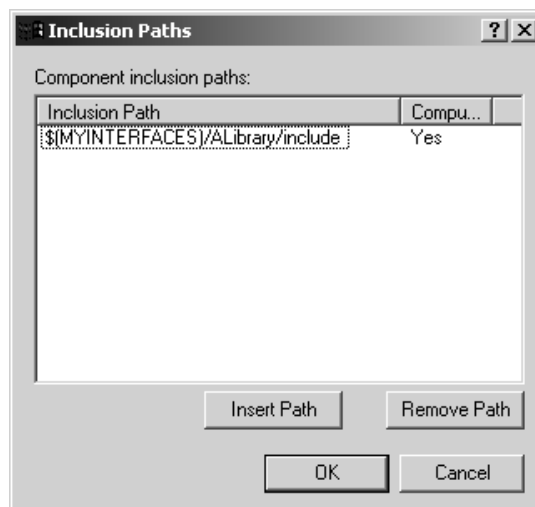 Inclusion Paths
Component inclusion paths:
Inclusion Path Compu...
$(MYINTERFACES)/ALibrary/include Yes
Insert Path Remove Path
OK Cancel